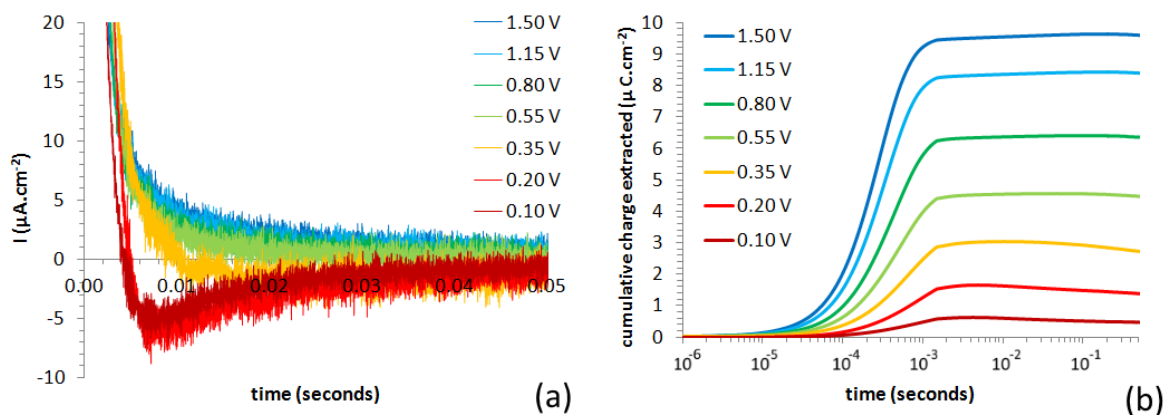 20
15
10
5
0
-5
-10
I (µA.cm⁻²)
0.00
0.01
0.02
0.03
0.04
0.05
time (seconds)
1.50 V
1.15 V
0.80 V
0.55 V
0.35 V
0.20 V
0.10 V
(a)
10
9
8
7
6
5
4
3
2
1
0
cumulative charge extracted (µ C.cm⁻²)
10⁻⁶
10⁻⁵
10⁻⁴
10⁻³
10⁻²
10⁻¹
time (seconds)
1.50 V
1.15 V
0.80 V
0.55 V
0.35 V
0.20 V
0.10 V
(b)